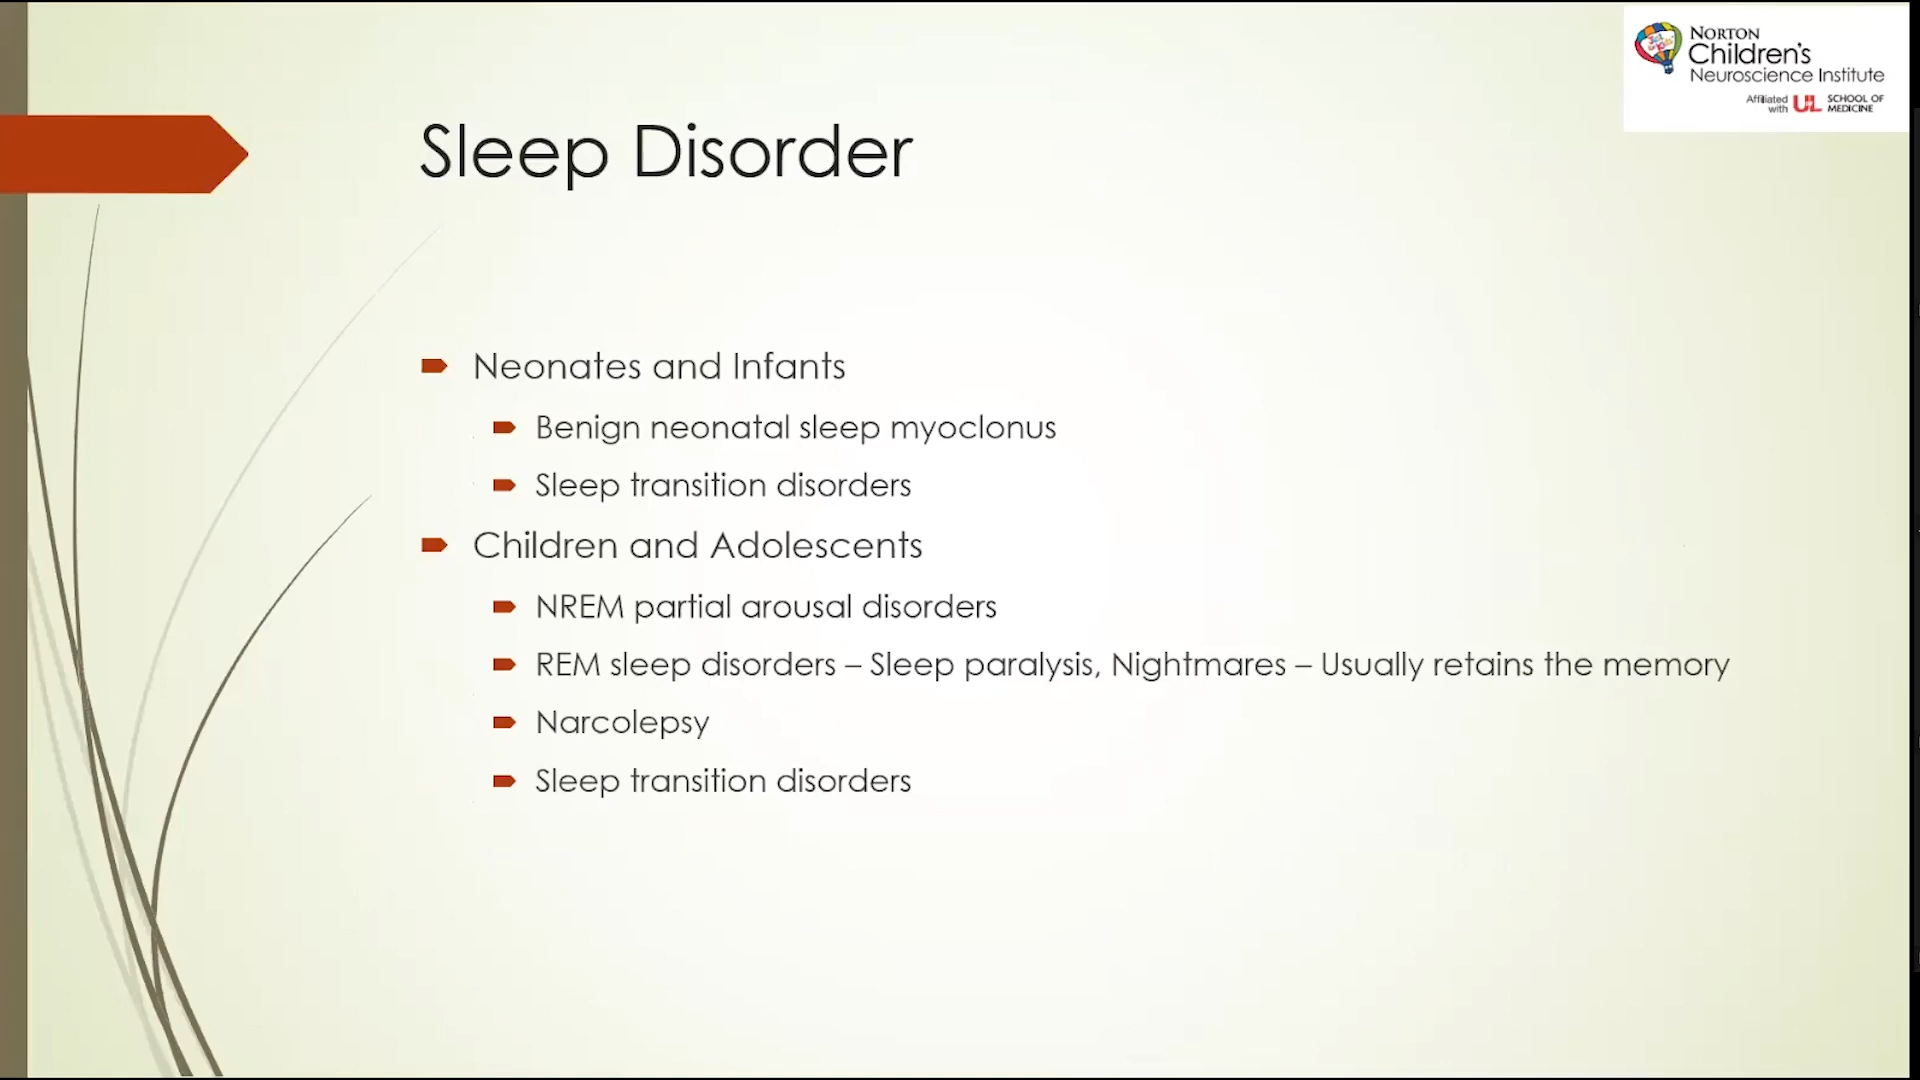 NORTON
Children's
Neuroscience Institute
Affiliated with UL SCHOOL OF MEDICINE
Sleep Disorder
Neonates and Infants
Benign neonatal sleep myoclonus
Sleep transition disorders
Children and Adolescents
NREM partial arousal disorders
REM sleep disorders – Sleep paralysis, Nightmares – Usually retains the memory
Narcolepsy
Sleep transition disorders